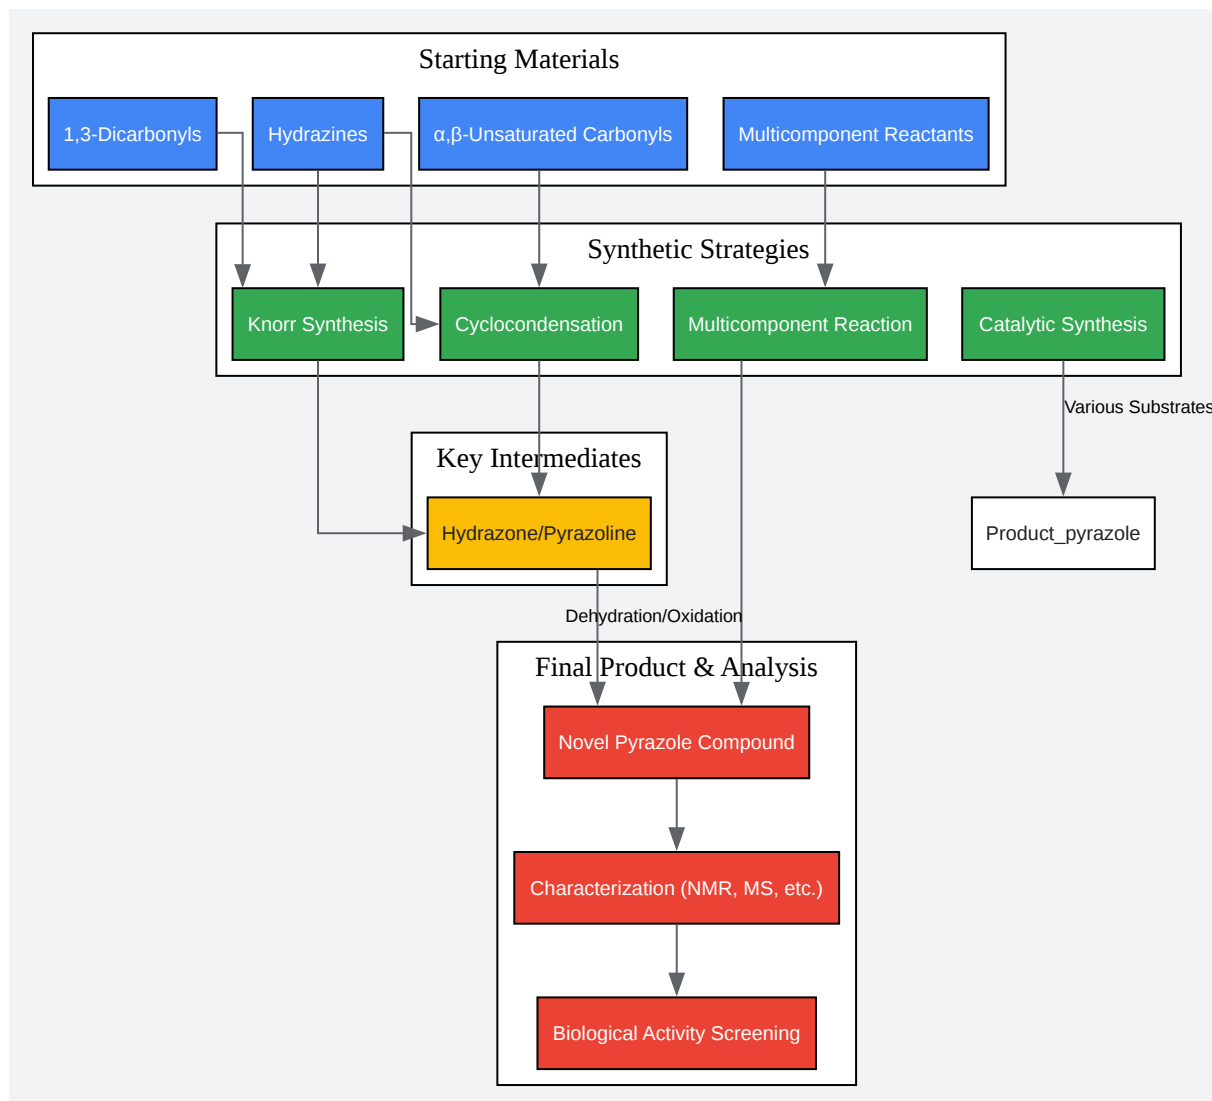 Starting Materials
1,3-Dicarbonyls
Hydrazines
α,β-Unsaturated Carbonyls
Multicomponent Reactants
Synthetic Strategies
Knorr Synthesis
Cyclocondensation
Multicomponent Reaction
Catalytic Synthesis
Various Substrates
Key Intermediates
Hydrazone/Pyrazoline
Product_pyrazole
Dehydration/Oxidation
Final Product & Analysis
Novel Pyrazole Compound
Characterization (NMR, MS, etc.)
Biological Activity Screening